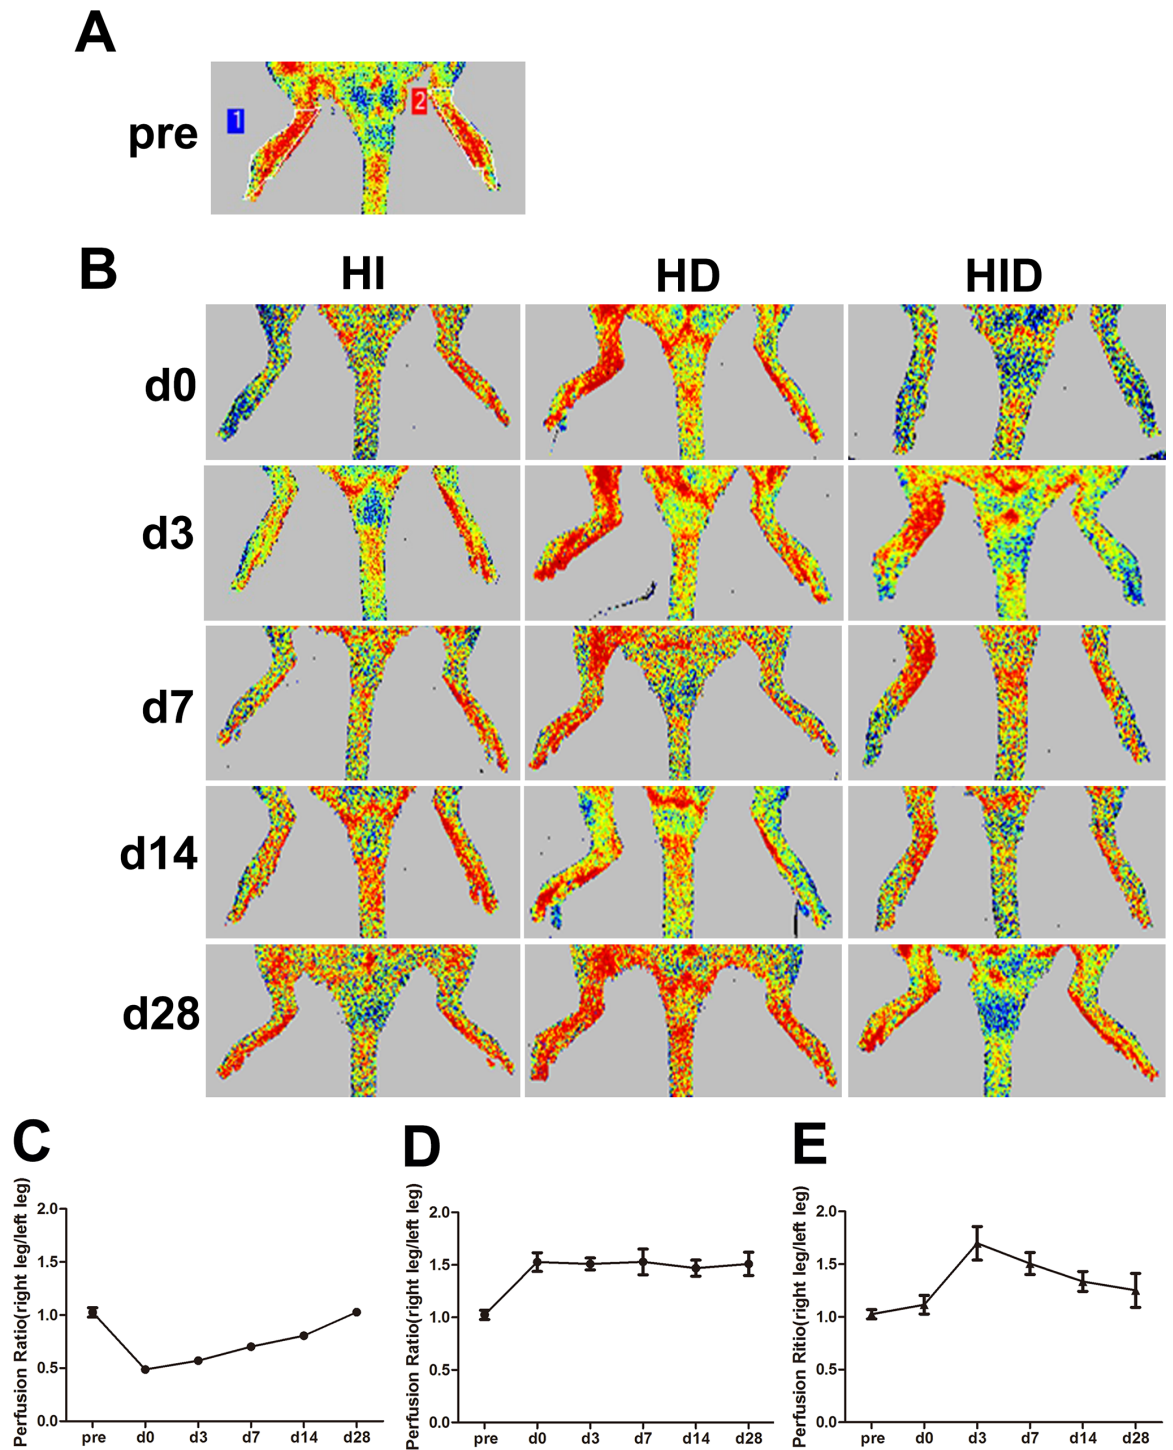 A
pre
1
2
B
HI
HD
HID
d0
d3
d7
d14
d28
C
D
E
Perfusion Ratio(right leg/left leg)
2.0
1.5
1.0
0.5
0.0
pre d0 d3 d7 d14 d28
Perfusion Ratio(right leg/left leg)
2.0
1.5
1.0
0.5
0.0
pre d0 d3 d7 d14 d28
Perfusion Ritio(right leg/left leg)
2.0
1.5
1.0
0.5
0.0
pre d0 d3 d7 d14 d28